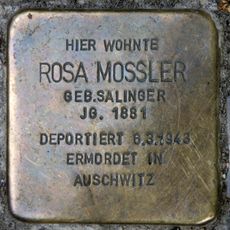 HIER WOHNTE
ROSA MOSSLER
GEB. SALINGER
JG. 1881
DEPORTIERT 6.3.1943
ERMORDET IN
AUSCHWITZ